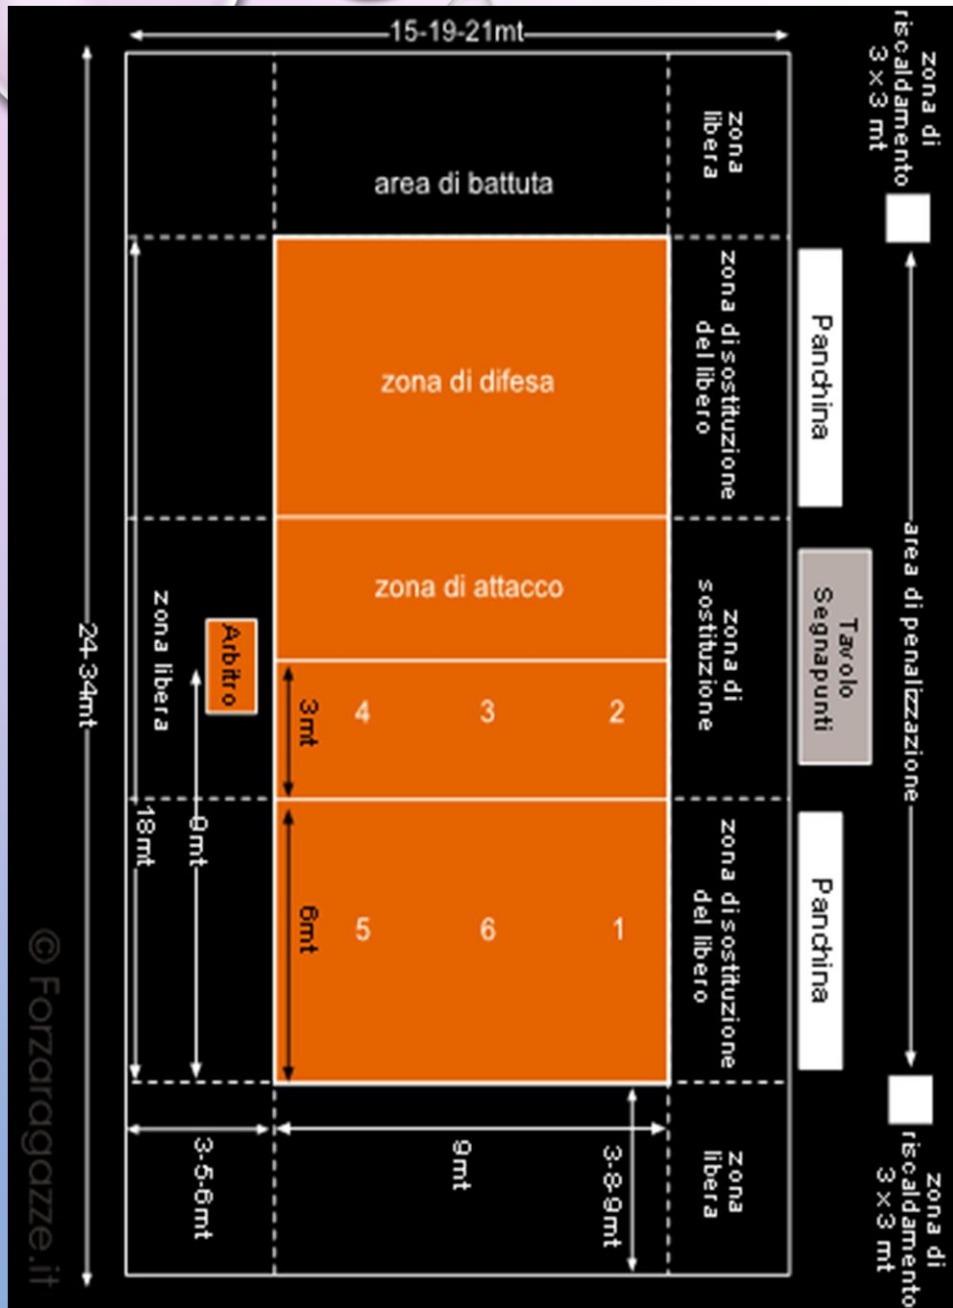 15-19-21mt
zona di
riscaldamento
3 x 3 mt
zona
libera
area di battuta
zona di difesa
zona di sostituzione
del libero
Panchina
zona di attacco
zona di
sostituzione
Tavolo
Segnapunti
area di penalizzazione
24-34mt
zona libera
Arbitro
3mt
4
3
2
18mt
9mt
6mt
5
6
1
zona di sostituzione
del libero
Panchina
3-5-6mt
9mt
3-8-9mt
zona
libera
zona di
riscaldamento
3 x 3 mt
© Forzaragazze.it